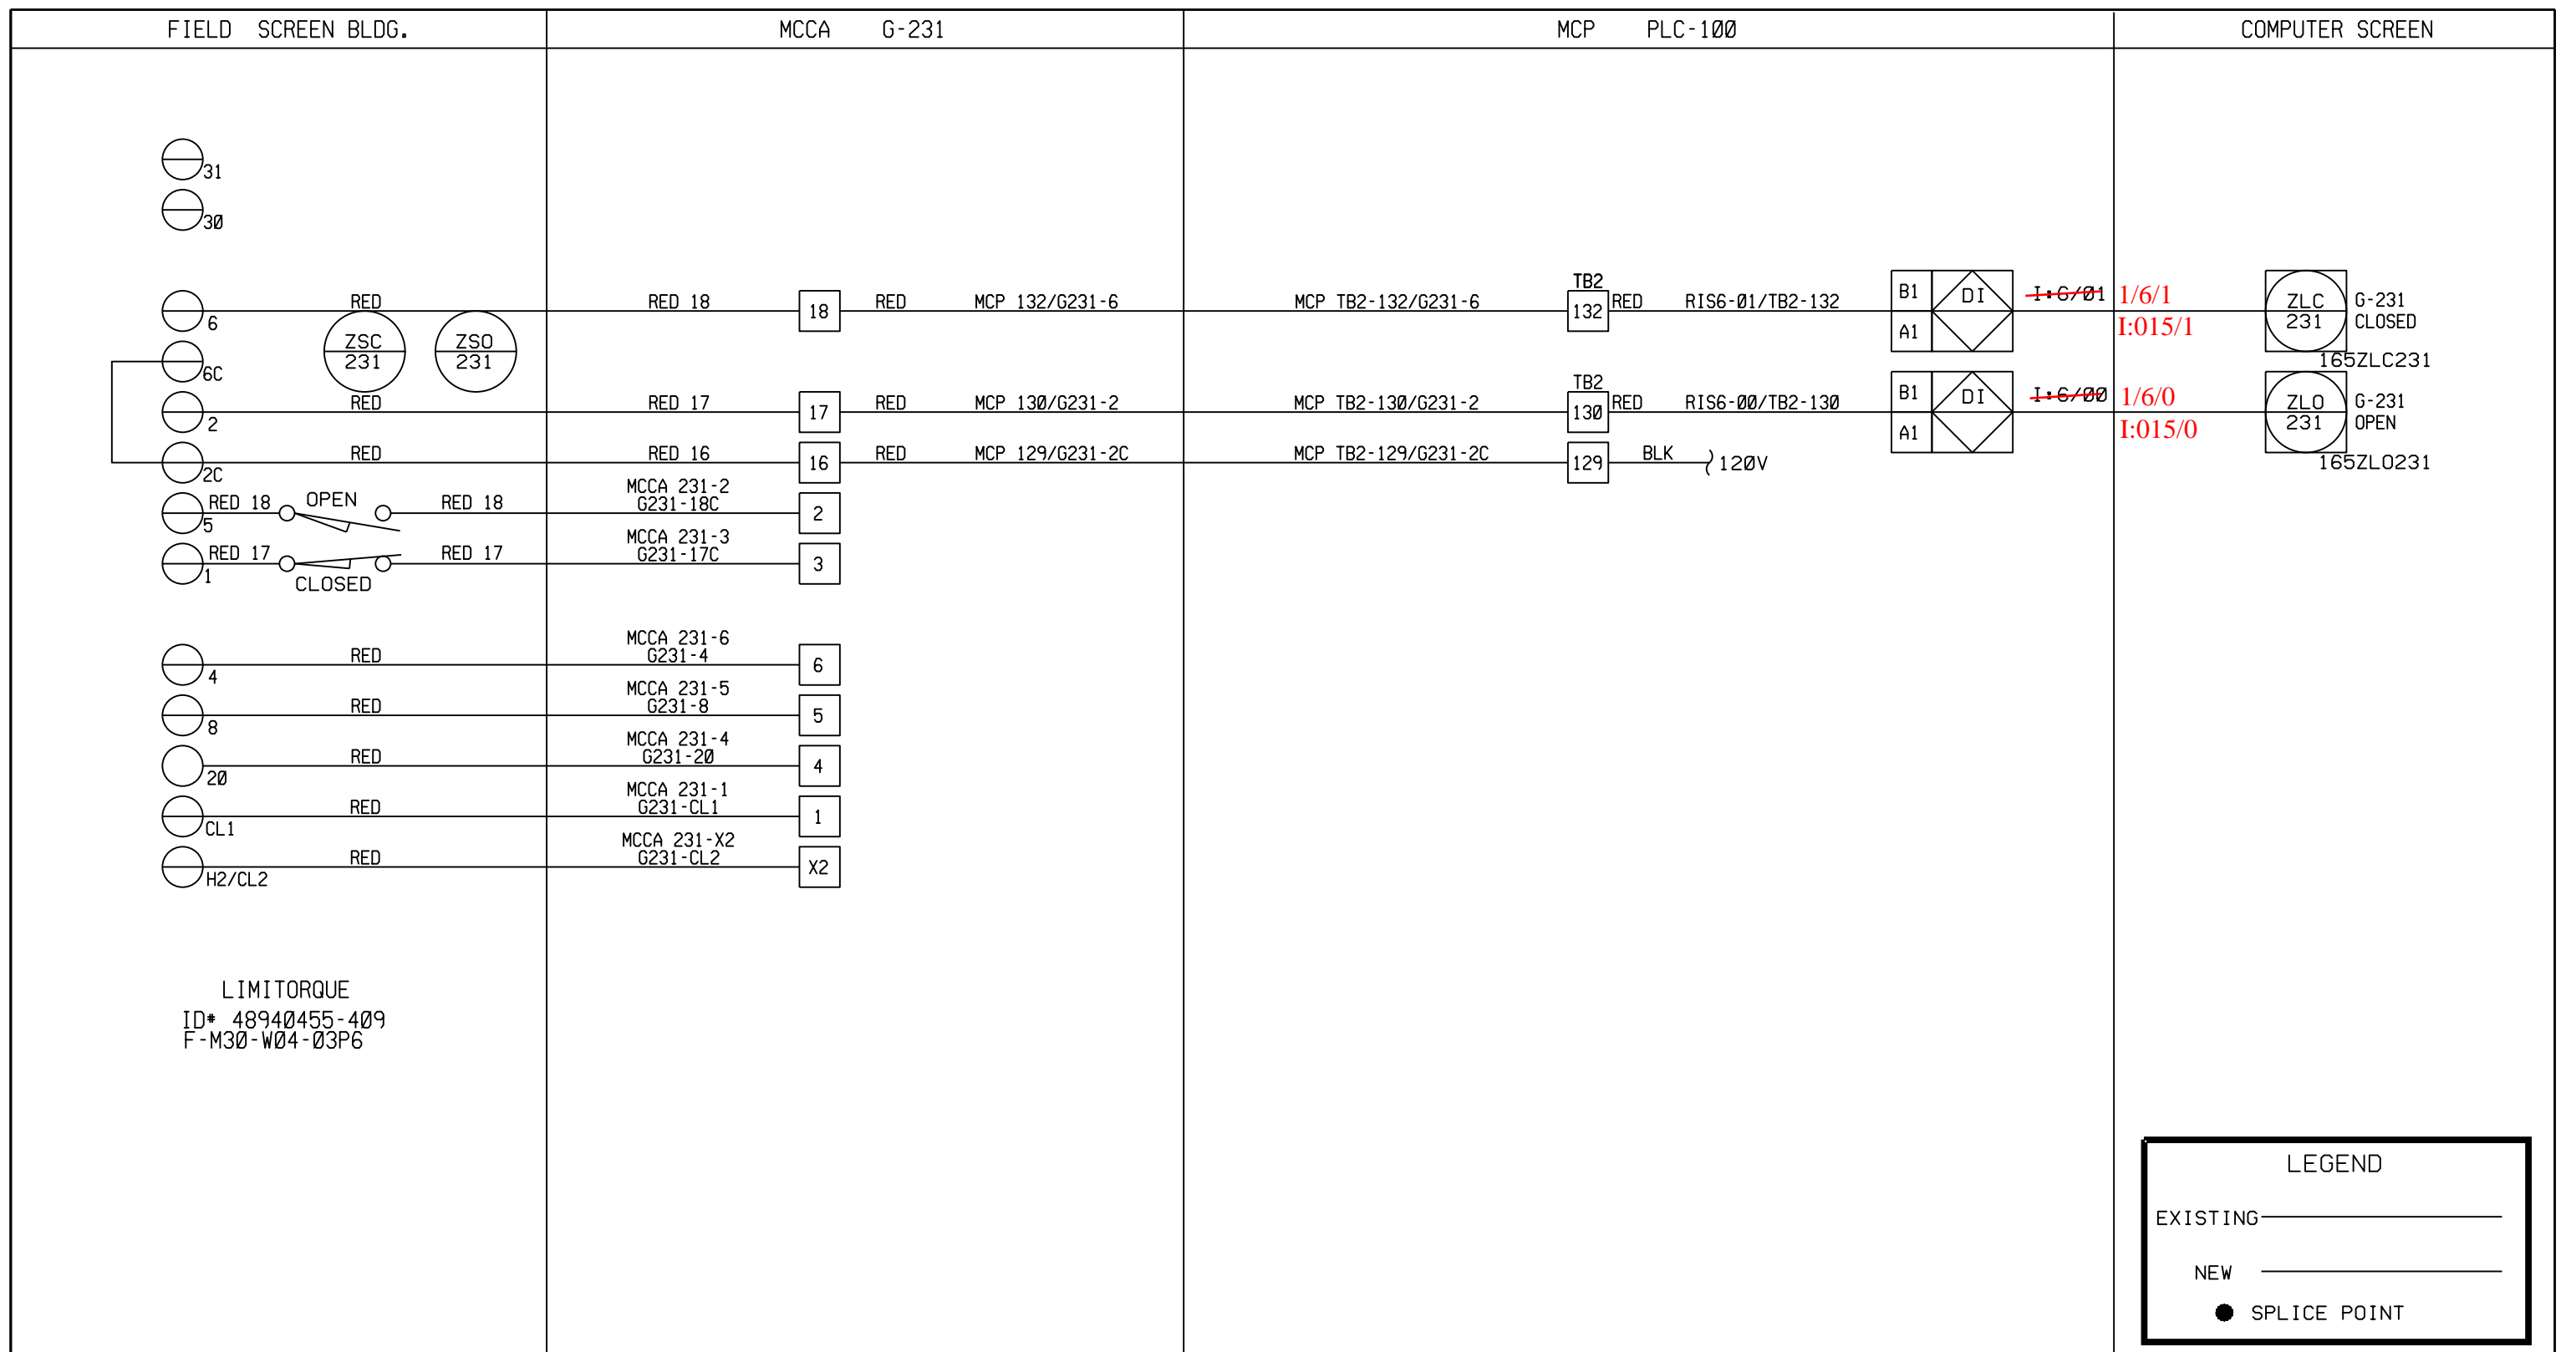 FIELD SCREEN BLDG.
MCCA G-231
MCP PLC-100
COMPUTER SCREEN
31
30
6
RED
RED 18
18
RED
MCP 132/G231-6
MCP TB2-132/G231-6
TB2
132
RED
RIS6-01/TB2-132
B1
A1
DI
I:6/01
1/6/1
I:015/1
ZLC
231
G-231
CLOSED
165ZLC231
ZSC
231
ZSO
231
6C
2
RED
RED 17
17
RED
MCP 130/G231-2
MCP TB2-130/G231-2
TB2
130
RED
RIS6-00/TB2-130
B1
A1
DI
I:6/00
1/6/0
I:015/0
ZLO
231
G-231
OPEN
165ZLO231
2C
RED
RED 16
16
RED
MCP 129/G231-2C
MCP TB2-129/G231-2C
129
BLK
120V
5
RED 18
OPEN
RED 18
MCCA 231-2
G231-18C
2
1
RED 17
CLOSED
RED 17
MCCA 231-3
G231-17C
3
4
RED
MCCA 231-6
G231-4
6
8
RED
MCCA 231-5
G231-8
5
20
RED
MCCA 231-4
G231-20
4
CL1
RED
MCCA 231-1
G231-CL1
1
H2/CL2
RED
MCCA 231-X2
G231-CL2
X2
LIMITORQUE
ID# 48940455-409
F-M30-W04-03P6
LEGEND
EXISTING
NEW
SPLICE POINT